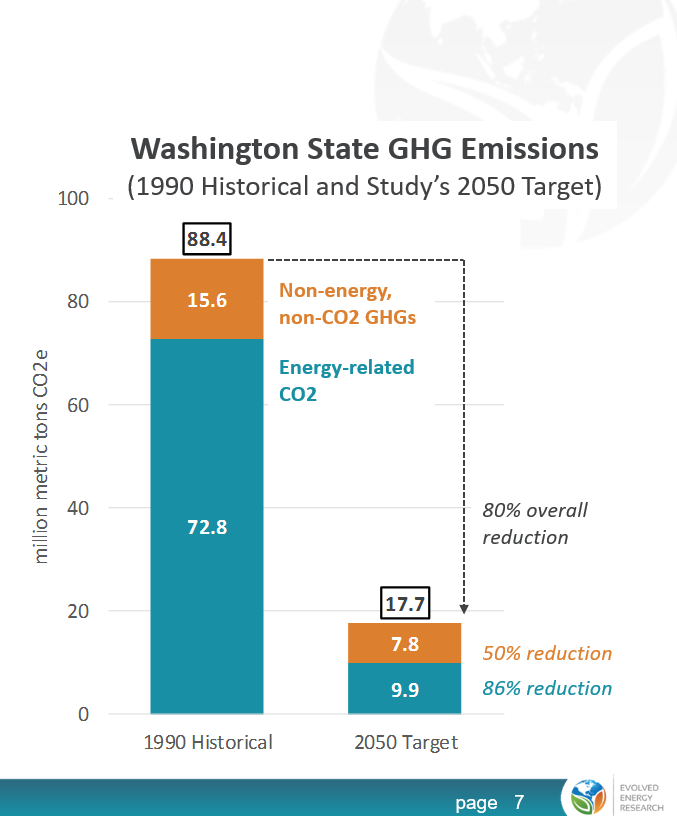 Washington State GHG Emissions
(1990 Historical and Study's 2050 Target)
100
80
60
40
20
0
million metric tons CO2e
88.4
15.6
72.8
Non-energy,
non-CO2 GHGs
Energy-related
CO2
80% overall
reduction
17.7
7.8
9.9
50% reduction
86% reduction
1990 Historical
2050 Target
page 7
EVOLVED
ENERGY
RESEARCH